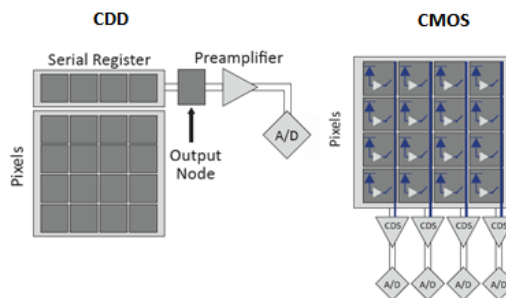 CDD
CMOS
Serial Register
Preamplifier
Pixels
A/D
Output
Node
Pixels
CDS
CDS
CDS
CDS
A/D
A/D
A/D
A/D